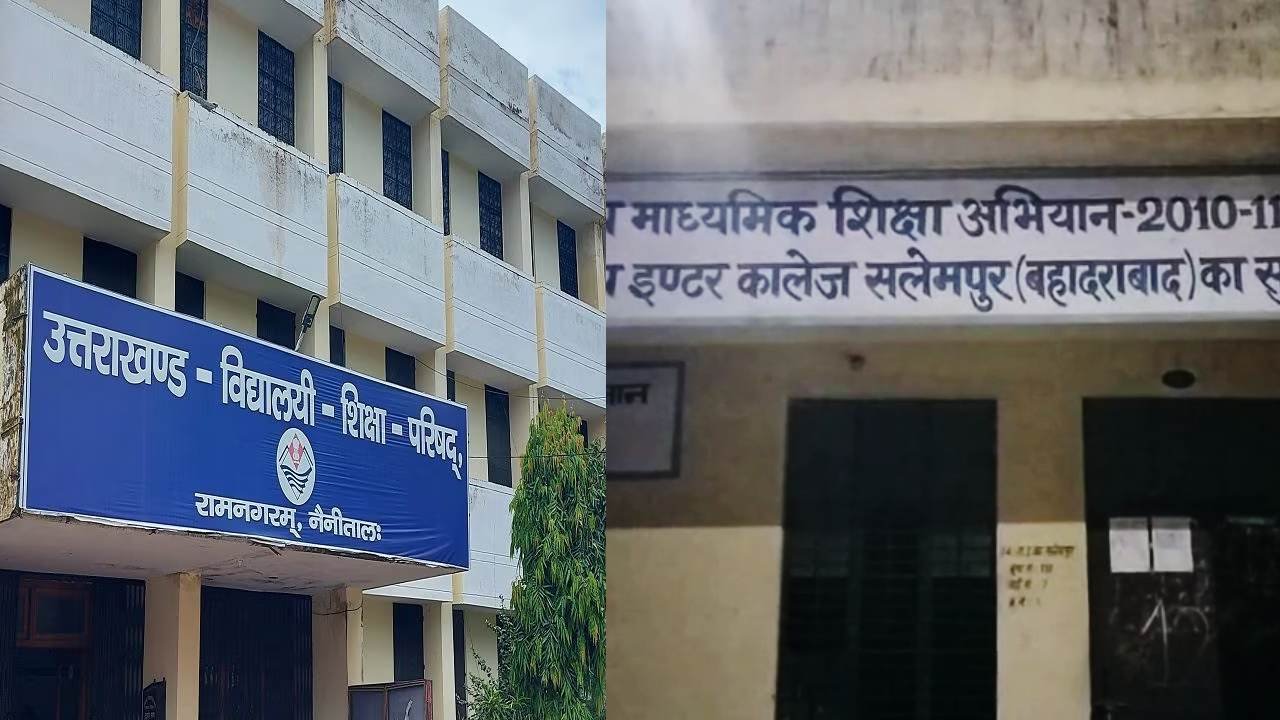 उत्तराखण्ड - विद्यालयी - शिक्षा - परिषद्,
रामनगरम्, नैनीतालः
माध्यमिक शिक्षा अभियान-2010-11
इण्टर कालेज सलेमपुर(बहादराबाद)का